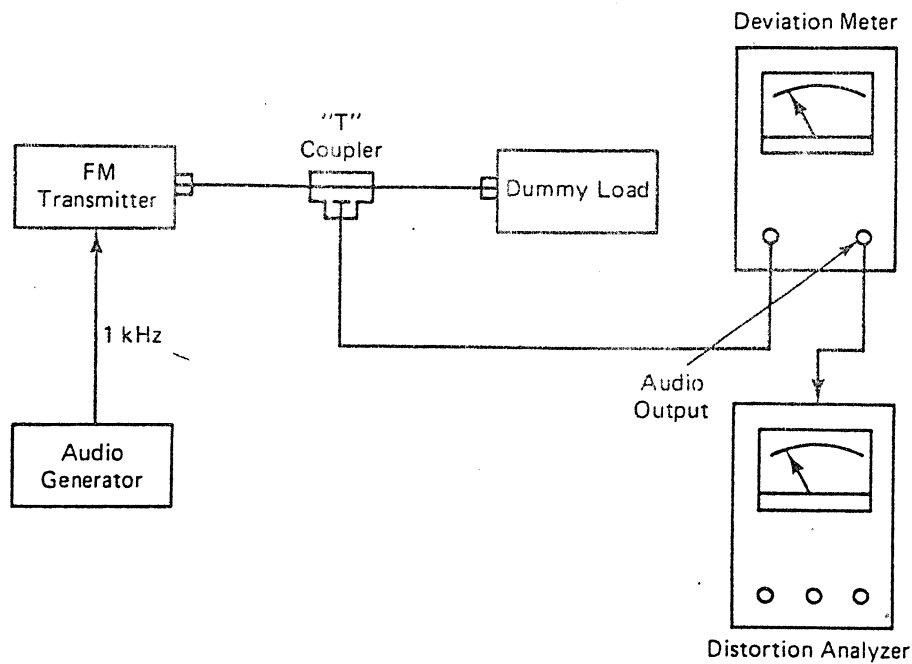 Deviation Meter
"T"
Coupler
FM
Transmitter
Dummy Load
1 kHz
Audio
Output
Audio
Generator
Distortion Analyzer